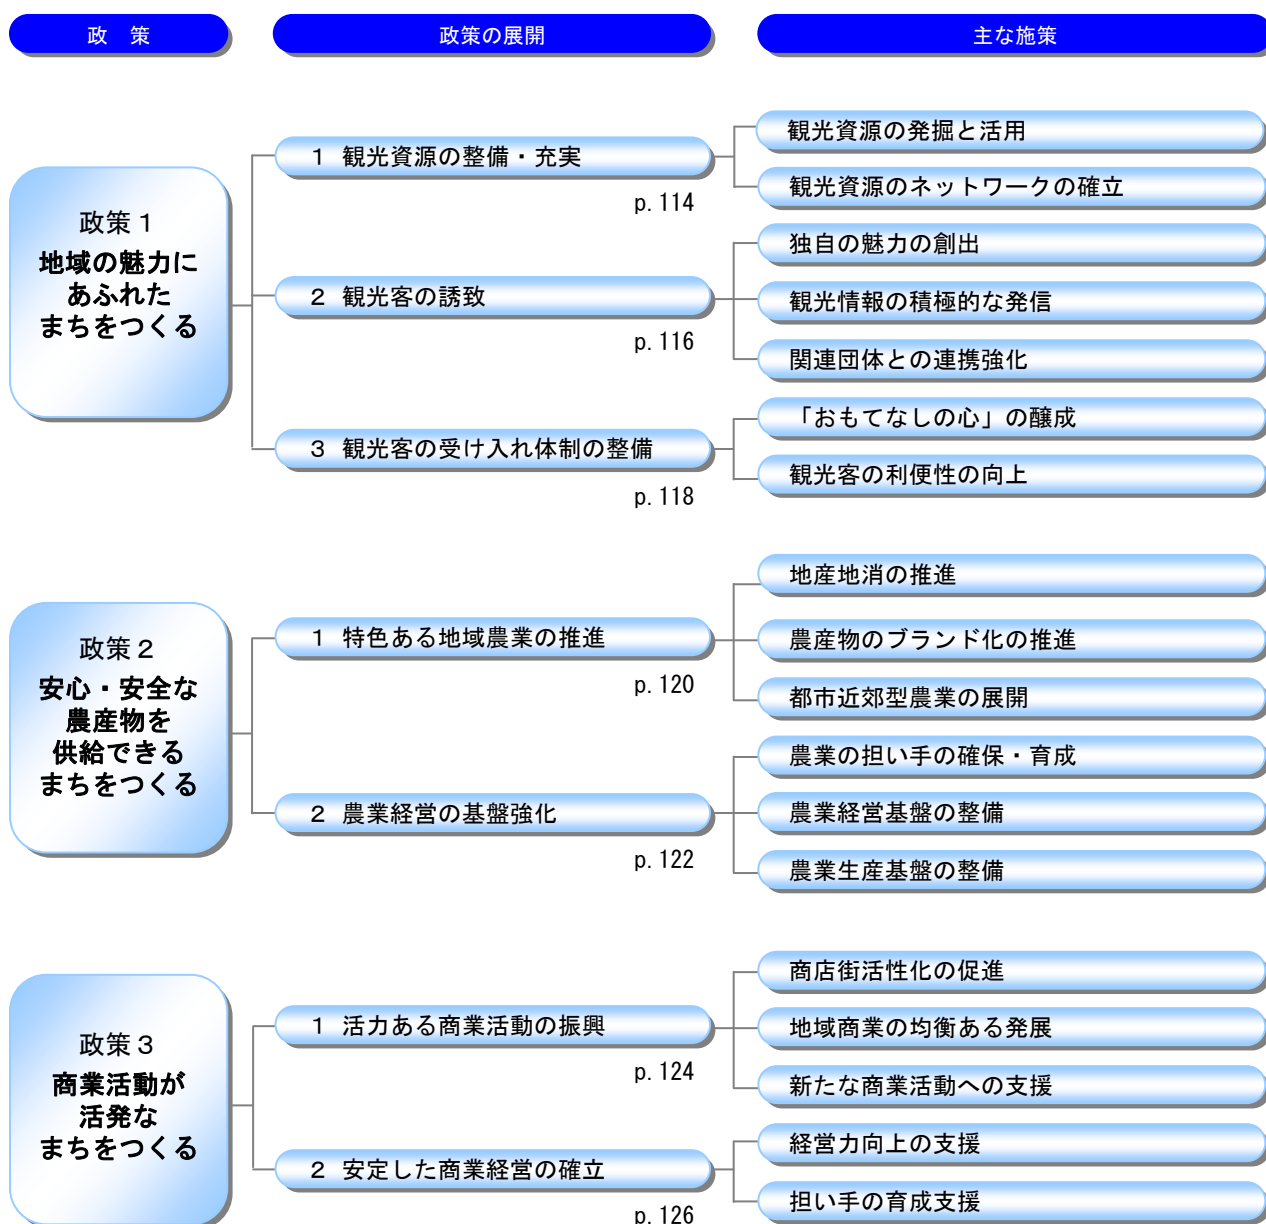 政　策
政策の展開
主な施策
政策１
地域の魅力に
あふれた
まちをつくる
１ 観光資源の整備・充実
p.114
観光資源の発掘と活用
観光資源のネットワークの確立
２ 観光客の誘致
p.116
独自の魅力の創出
観光情報の積極的な発信
関連団体との連携強化
３ 観光客の受け入れ体制の整備
p.118
「おもてなしの心」の醸成
観光客の利便性の向上
政策２
安心・安全な
農産物を
供給できる
まちをつくる
１ 特色ある地域農業の推進
p.120
地産地消の推進
農産物のブランド化の推進
都市近郊型農業の展開
２ 農業経営の基盤強化
p.122
農業の担い手の確保・育成
農業経営基盤の整備
農業生産基盤の整備
政策３
商業活動が
活発な
まちをつくる
１ 活力ある商業活動の振興
p.124
商店街活性化の促進
地域商業の均衡ある発展
新たな商業活動への支援
２ 安定した商業経営の確立
p.126
経営力向上の支援
担い手の育成支援